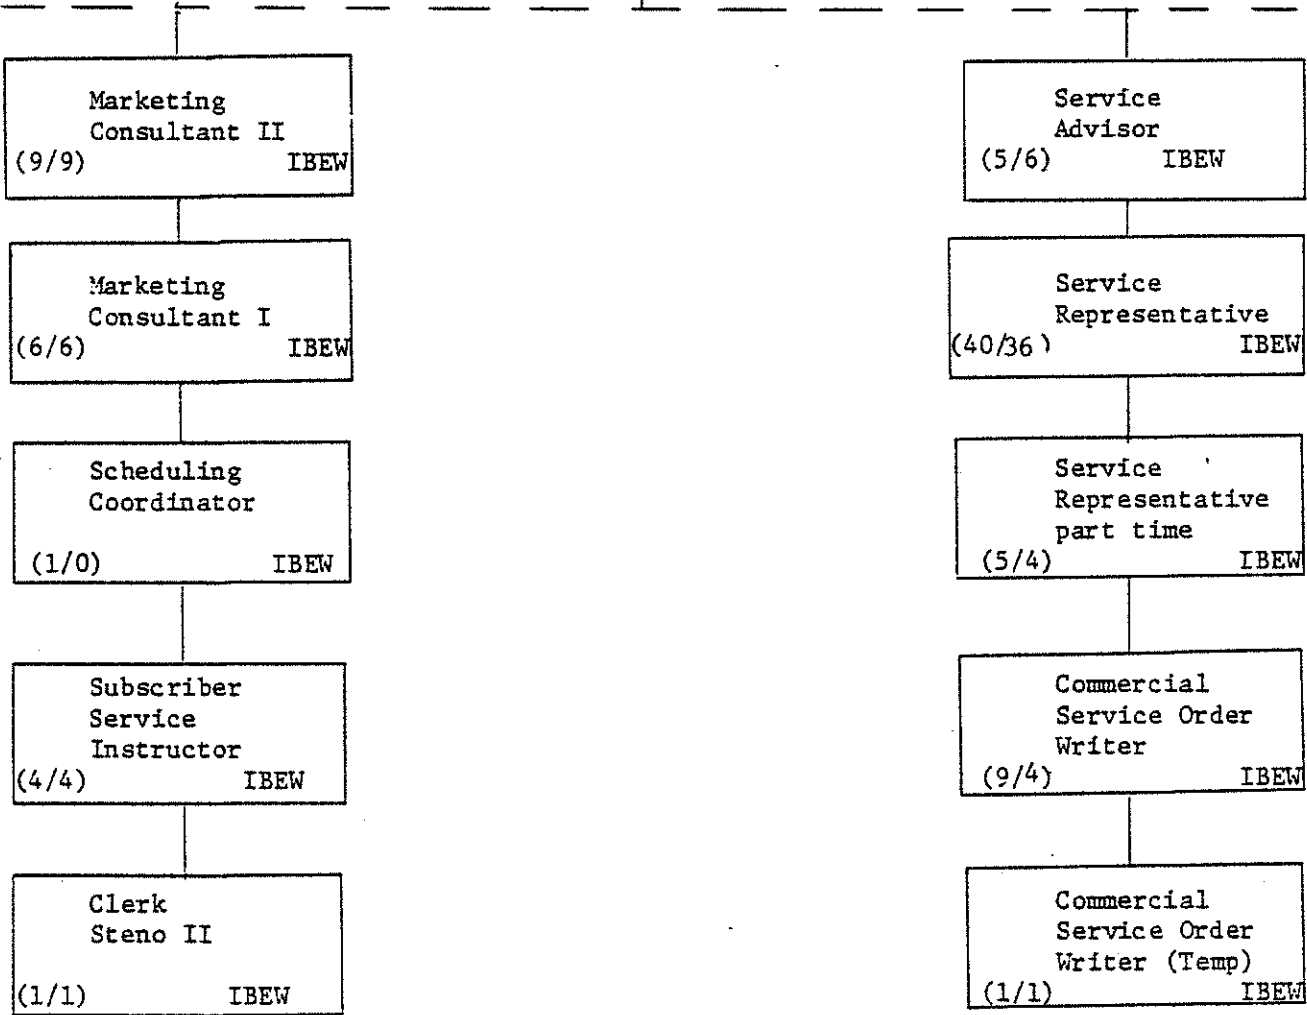 Marketing
Consultant II
(9/9) IBEW
Marketing
Consultant I
(6/6) IBEW
Scheduling
Coordinator
(1/0) IBEW
Subscriber
Service
Instructor
(4/4) IBEW
Clerk
Steno II
(1/1) IBEW
Service
Advisor
(5/6) IBEW
Service
Representative
(40/36) IBEW
Service
Representative
part time
(5/4) IBEW
Commercial
Service Order
Writer
(9/4) IBEW
Commercial
Service Order
Writer (Temp)
(1/1) IBEW